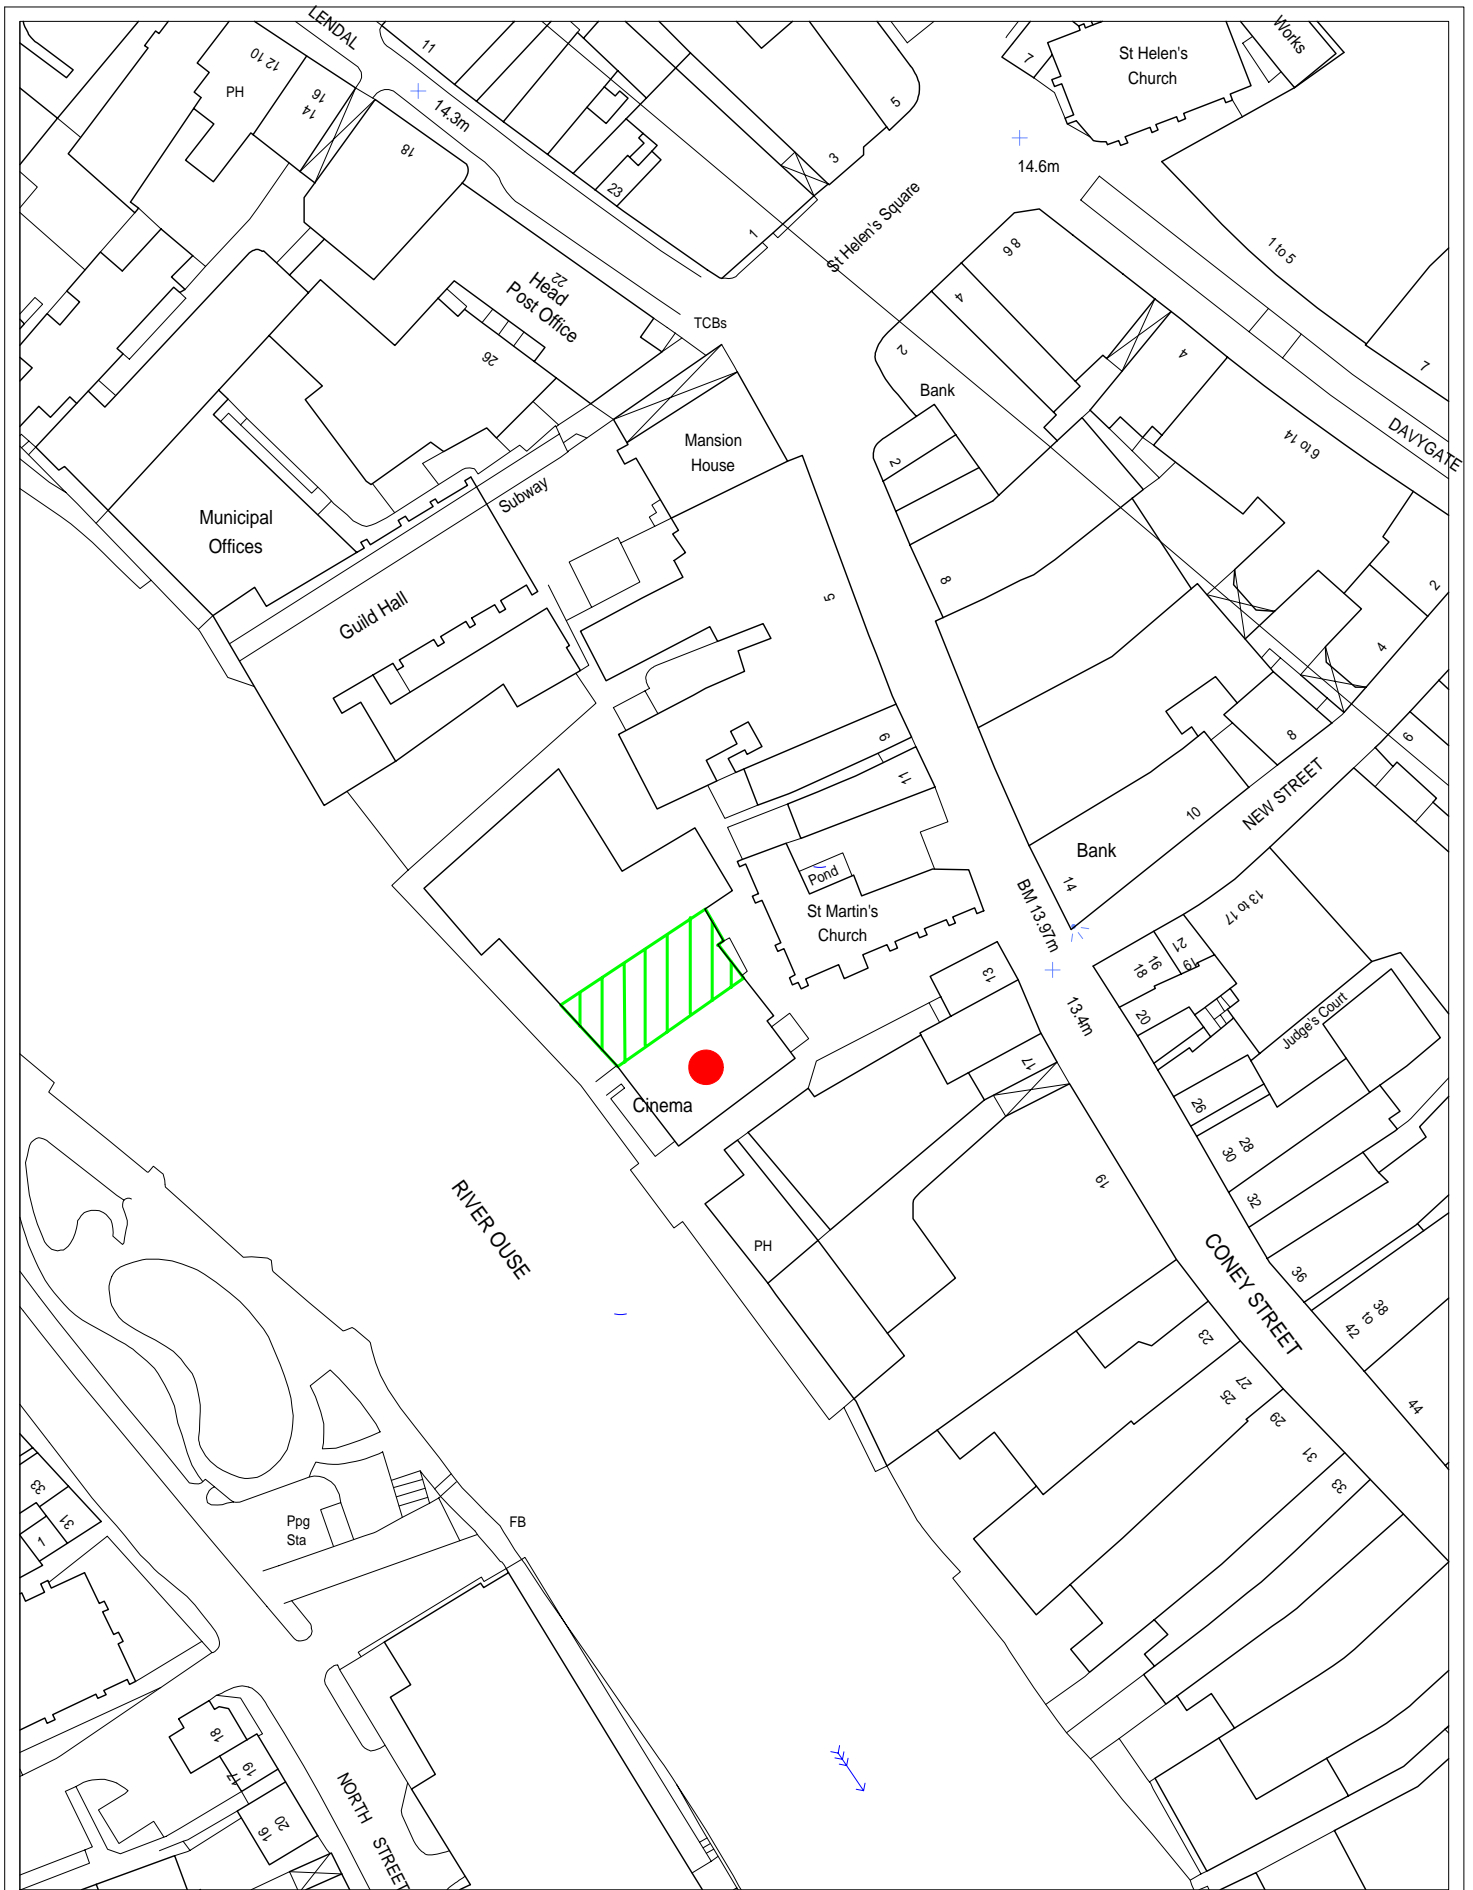 LENDAL
11
Works
St Helen's
Church
7
12 10
PH
16
14
14.3m
18
5
3
23
14.6m
St Helen's Square
1
1 to 5
8 6
4
22
Head
Post Office
TCBs
26
2
Bank
4
7
DAVYGATE
6 to 14
Mansion
House
2
Subway
Municipal
Offices
Guild Hall
8
5
2
4
9
11
8
6
NEW STREET
10
Bank
14
Pond
St Martin's
Church
BM 13.97m
13 to 17
21
19
16
18
13
13.4m
20
Judge's Court
17
Cinema
26
28
30
32
19
RIVER OUSE
PH
CONEY STREET
36
38
to
42
23
27
25
29
31
33
44
33
31
1
Ppg
Sta
FB
18
19
17
20
16
NORTH STREET